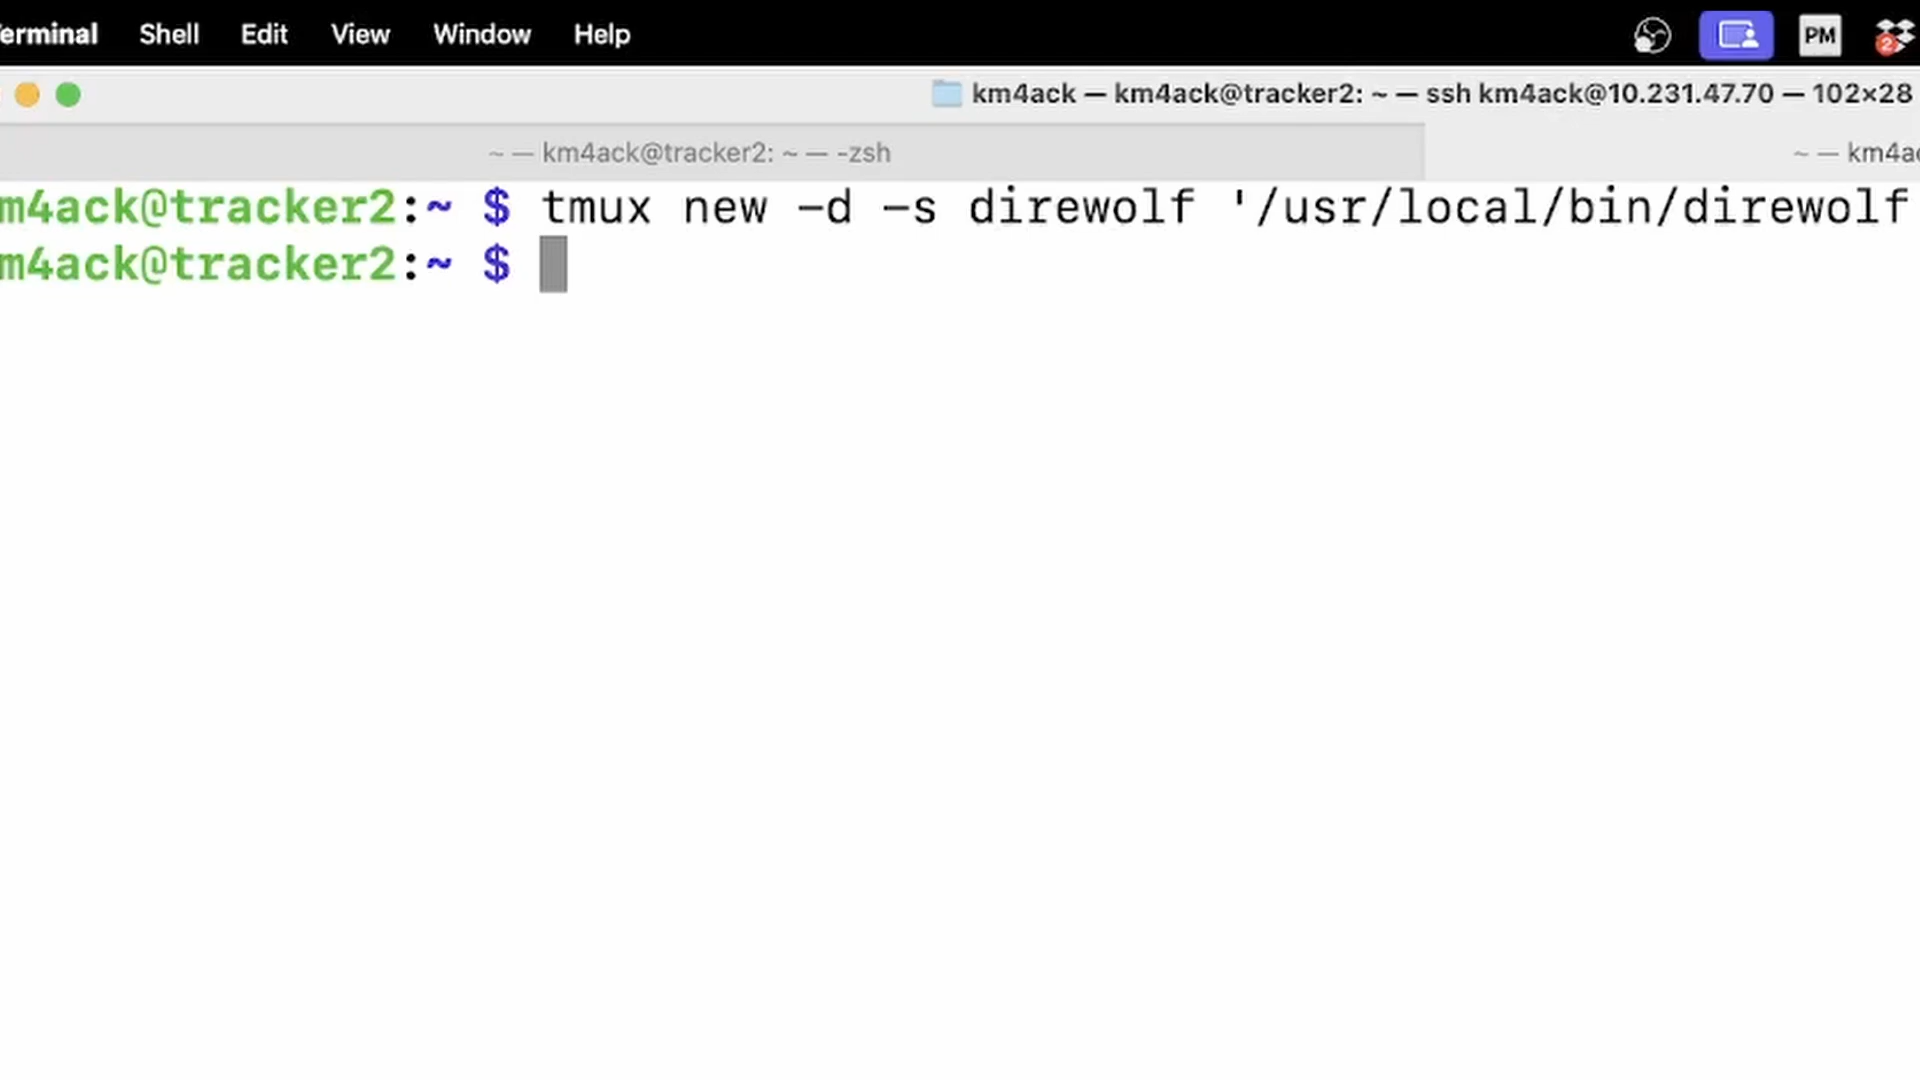 erminal Shell Edit View Window Help PM 2
km4ack — km4ack@tracker2: ~ — ssh km4ack@10.231.47.70 — 102×28
~ — km4ack@tracker2: ~ — -zsh ~ — km4a
m4ack@tracker2:~ $ tmux new -d -s direwolf '/usr/local/bin/direwolf
m4ack@tracker2:~ $